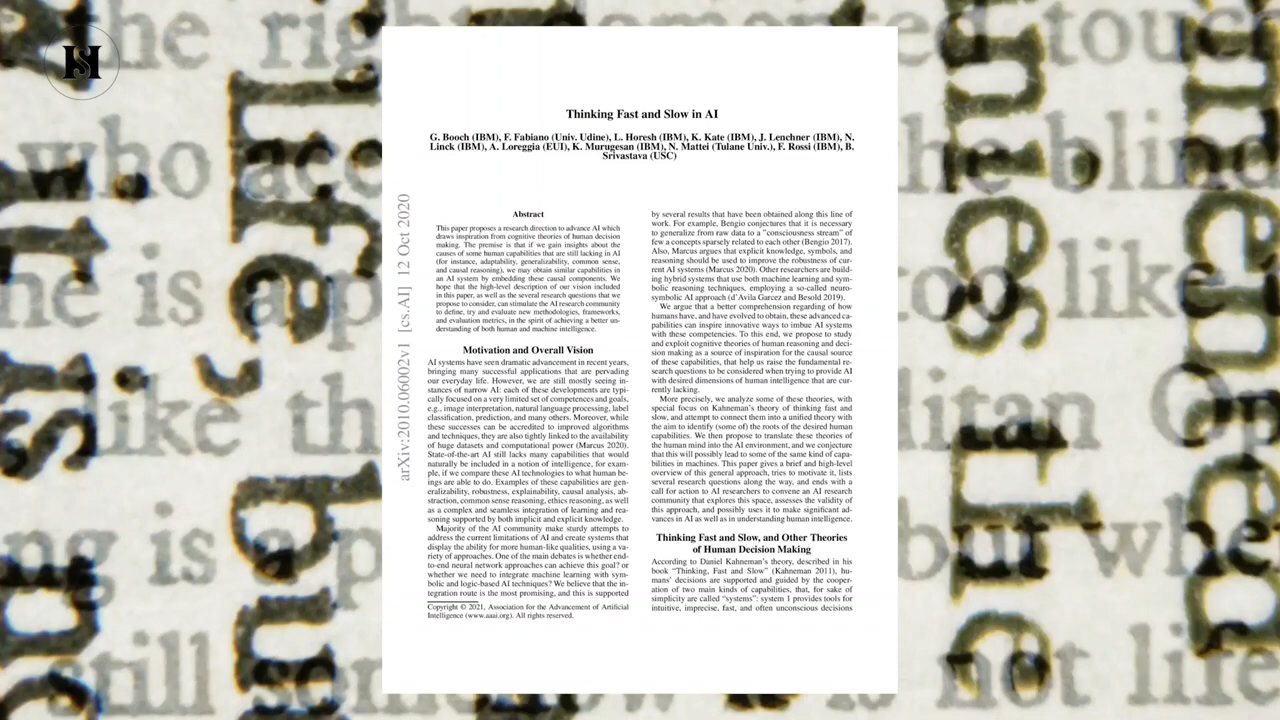 HS
Thinking Fast and Slow in AI
G. Booch (IBM), F. Fabiano (Univ. Udine), L. Horesh (IBM), K. Kate (IBM), J. Lenchner (IBM), N.
Linck (IBM), A. Loreggia (EUI), K. Murugesan (IBM), N. Mattei (Tulane Univ.), F. Rossi (IBM), B.
Srivastava (USC)
arXiv:2010.06002v1 [cs.AI] 12 Oct 2020
Abstract
This paper proposes a research direction to advance AI which
draws inspiration from cognitive theories of human decision
making. The premise is that if we gain insights about the
causes of some human capabilities that are still lacking in AI
(for instance, adaptability, generalizability, common sense,
and causal reasoning), we may obtain similar capabilities in
an AI system by embedding these causal components. We
hope that the high-level description of our vision included
in this paper, as well as the several research questions that we
propose to consider, can stimulate the AI research community
to define, try and evaluate new methodologies, frameworks,
and evaluation metrics, in the spirit of achieving a better un-
derstanding of both human and machine intelligence.
Motivation and Overall Vision
AI systems have seen dramatic advancement in recent years,
bringing many successful applications that are pervading
our everyday life. However, we are still mostly seeing in-
stances of narrow AI: each of these developments are typi-
cally focused on a very limited set of competences and goals,
e.g., image interpretation, natural language processing, label
classification, prediction, and many others. Moreover, while
these successes can be accredited to improved algorithms
and techniques, they are also tightly linked to the availability
of huge datasets and computational power (Marcus 2020).
State-of-the-art AI still lacks many capabilities that would
naturally be included in a notion of intelligence, for exam-
ple, if we compare these AI technologies to what human be-
ings are able to do. Examples of these capabilities are gen-
eralizability, robustness, explainability, causal analysis, ab-
straction, common sense reasoning, ethics reasoning, as well
as a complex and seamless integration of learning and rea-
soning supported by both implicit and explicit knowledge.
Majority of the AI community make sturdy attempts to
address the current limitations of AI and create systems that
display the ability for more human-like qualities, using a va-
riety of approaches. One of the main debates is whether end-
to-end neural network approaches can achieve this goal? or
whether we need to integrate machine learning with sym-
bolic and logic-based AI techniques? We believe that the in-
tegration route is the most promising, and this is supported
Copyright © 2021, Association for the Advancement of Artificial
Intelligence (www.aaai.org). All rights reserved.
by several results that have been obtained along this line of
work. For example, Bengio conjectures that it is necessary
to generalize from raw data to a "consciousness stream" of
few a concepts sparsely related to each other (Bengio 2017).
Also, Marcus argues that explicit knowledge, symbols, and
reasoning should be used to improve the robustness of cur-
rent AI systems (Marcus 2020). Other researchers are build-
ing hybrid systems that use both machine learning and sym-
bolic reasoning techniques, employing a so-called neuro-
symbolic AI approach (d'Avila Garcez and Besold 2019).
We argue that a better comprehension regarding of how
humans have, and have evolved to obtain, these advanced ca-
pabilities can inspire innovative ways to imbue AI systems
with these competencies. To this end, we propose to study
and exploit cognitive theories of human reasoning and deci-
sion making as a source of inspiration for the causal source
of these capabilities, that help us raise the fundamental re-
search questions to be considered when trying to provide AI
with desired dimensions of human intelligence that are cur-
rently lacking.
More precisely, we analyze some of these theories, with
special focus on Kahneman's theory of thinking fast and
slow, and attempt to connect them into a unified theory with
the aim to identify (some of) the roots of the desired human
capabilities. We then propose to translate these theories of
the human mind into the AI environment, and we conjecture
that this will possibly lead to some of the same kind of capa-
bilities in machines. This paper gives a brief and high-level
overview of this general approach, tries to motivate it, lists
several research questions along the way, and ends with a
call for action to AI researchers to convene an AI research
community that explores this space, assesses the validity of
this approach, and possibly uses it to make significant ad-
vances in AI as well as in understanding human intelligence.
Thinking Fast and Slow, and Other Theories
of Human Decision Making
According to Daniel Kahneman's theory, described in his
book "Thinking, Fast and Slow" (Kahneman 2011), hu-
mans' decisions are supported and guided by the cooper-
ation of two main kinds of capabilities, that, for sake of
simplicity are called "systems": system 1 provides tools for
intuitive, imprecise, fast, and often unconscious decisions